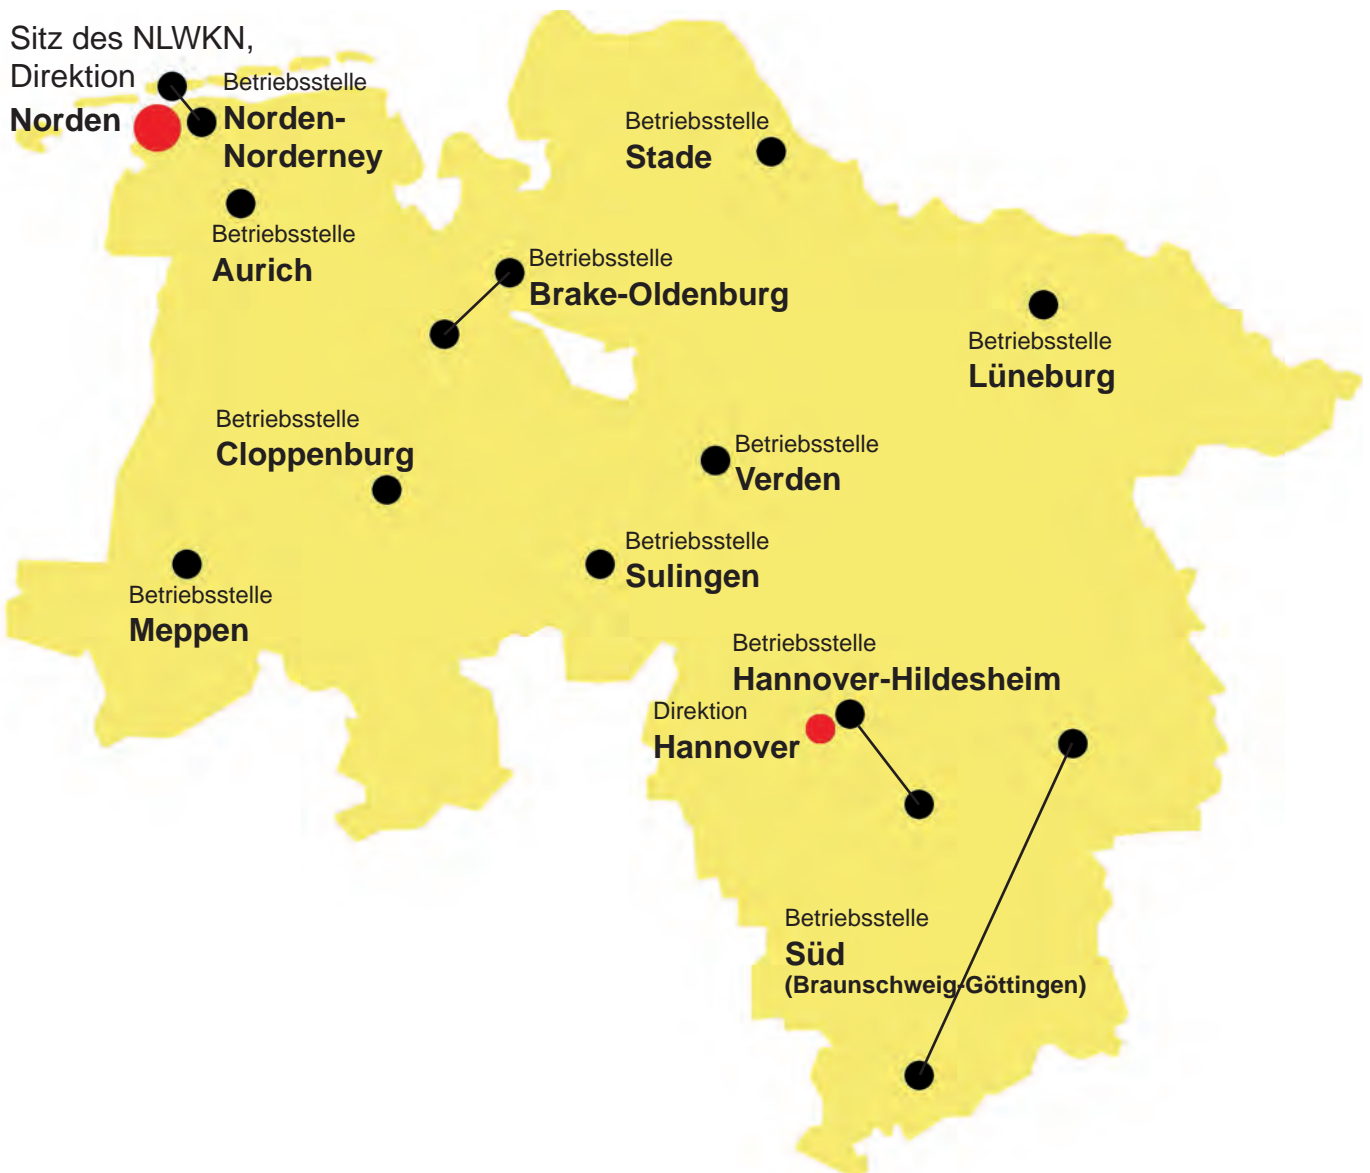 Sitz des NLWKN,
Direktion
Norden
Betriebsstelle
Norden-
Norderney
Betriebsstelle
Stade
Betriebsstelle
Aurich
Betriebsstelle
Brake-Oldenburg
Betriebsstelle
Lüneburg
Betriebsstelle
Cloppenburg
Betriebsstelle
Verden
Betriebsstelle
Sulingen
Betriebsstelle
Meppen
Betriebsstelle
Hannover-Hildesheim
Direktion
Hannover
Betriebsstelle
Süd
(Braunschweig-Göttingen)